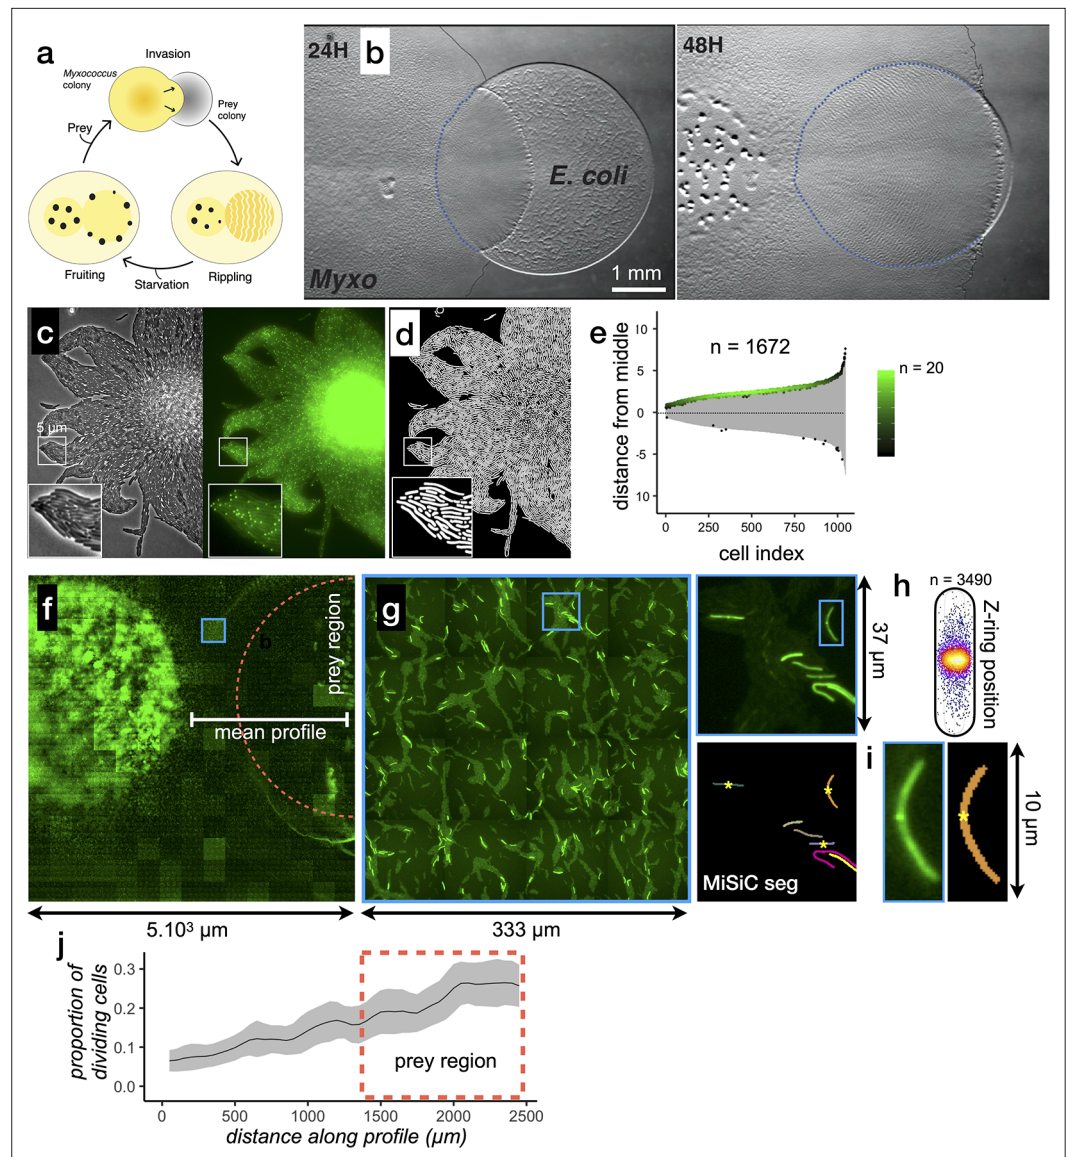 a
Invasion
Myxococcus
colony
Prey
colony
Prey
Fruiting
Rippling
Starvation
24H
b
E. coli
Myxo
1 mm
48H
c
5 µm
d
e
n = 1672
n = 20
distance from middle
10
5
0
-5
10
0
250
500
750
1000
cell index
f
b
prey region
mean profile
5.10³ µm
g
333 µm
37 µm
MiSiC seg
h
n = 3490
Z-ring position
i
10 µm
j
proportion of
dividing cells
0.3
0.2
0.1
0.0
prey region
0
500
1000
1500
2000
2500
distance along profile (µm)